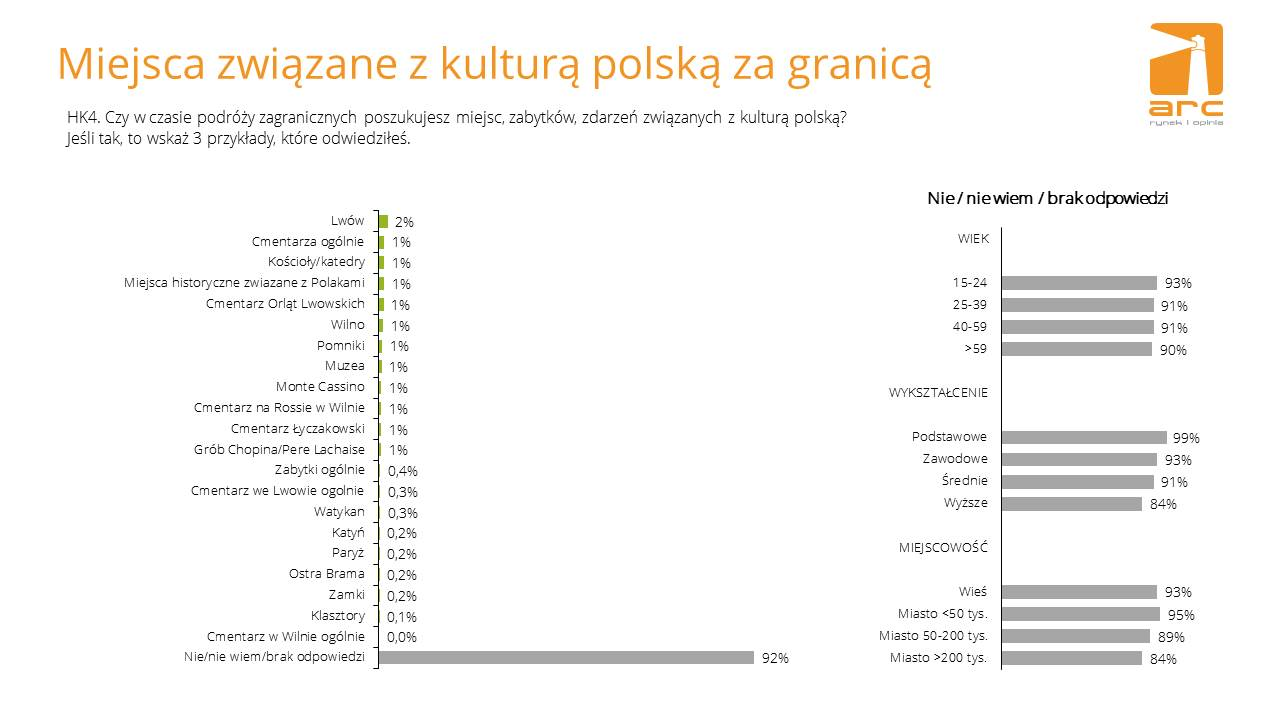 Miejsca związane z kulturą polską za granicą
arc
rynek i opinia
HK4. Czy w czasie podróży zagranicznych poszukujesz miejsc, zabytków, zdarzeń związanych z kulturą polską?
Jeśli tak, to wskaż 3 przykłady, które odwiedziłeś.
Lwów 2%
Cmentarza ogólnie 1%
Kościoły/katedry 1%
Miejsca historyczne zwiazane z Polakami 1%
Cmentarz Orląt Lwowskich 1%
Wilno 1%
Pomniki 1%
Muzea 1%
Monte Cassino 1%
Cmentarz na Rossie w Wilnie 1%
Cmentarz Łyczakowski 1%
Grób Chopina/Pere Lachaise 1%
Zabytki ogólnie 0,4%
Cmentarz we Lwowie ogolnie 0,3%
Watykan 0,3%
Katyń 0,2%
Paryż 0,2%
Ostra Brama 0,2%
Zamki 0,2%
Klasztory 0,1%
Cmentarz w Wilnie ogólnie 0,0%
Nie/nie wiem/brak odpowiedzi 92%
Nie / nie wiem / brak odpowiedzi
WIEK
15-24 93%
25-39 91%
40-59 91%
>59 90%
WYKSZTAŁCENIE
Podstawowe 99%
Zawodowe 93%
Średnie 91%
Wyższe 84%
MIEJSCOWOŚĆ
Wieś 93%
Miasto <50 tys. 95%
Miasto 50-200 tys. 89%
Miasto >200 tys. 84%